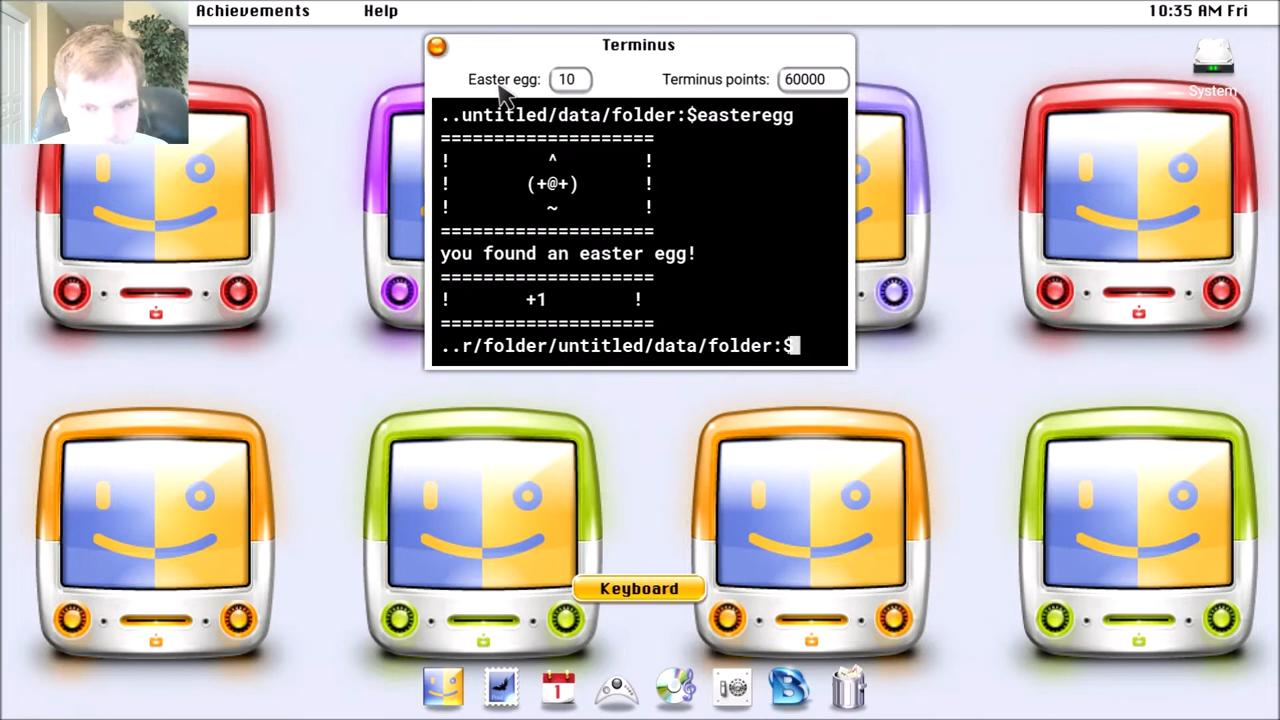 Achievements Help 10:35 AM Fri
Terminus
Easter egg: 10 Terminus points: 60000
System
..untitled/data/folder:$easteregg
====================
! ^ !
! (+@+) !
! ~ !
====================
you found an easter egg!
====================
! +1 !
====================
..r/folder/untitled/data/folder:$
Keyboard
1